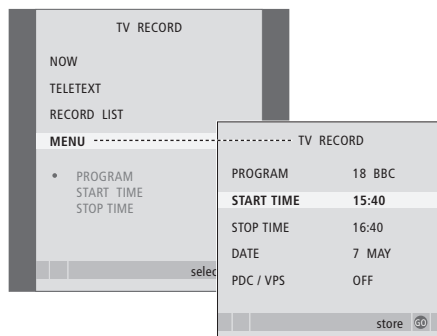 TV RECORD
NOW
TELETEXT
RECORD LIST
MENU
• PROGRAM
START TIME
STOP TIME
TV RECORD
PROGRAM 18 BBC
START TIME 15:40
STOP TIME 16:40
DATE 7 MAY
PDC / VPS OFF
store GO